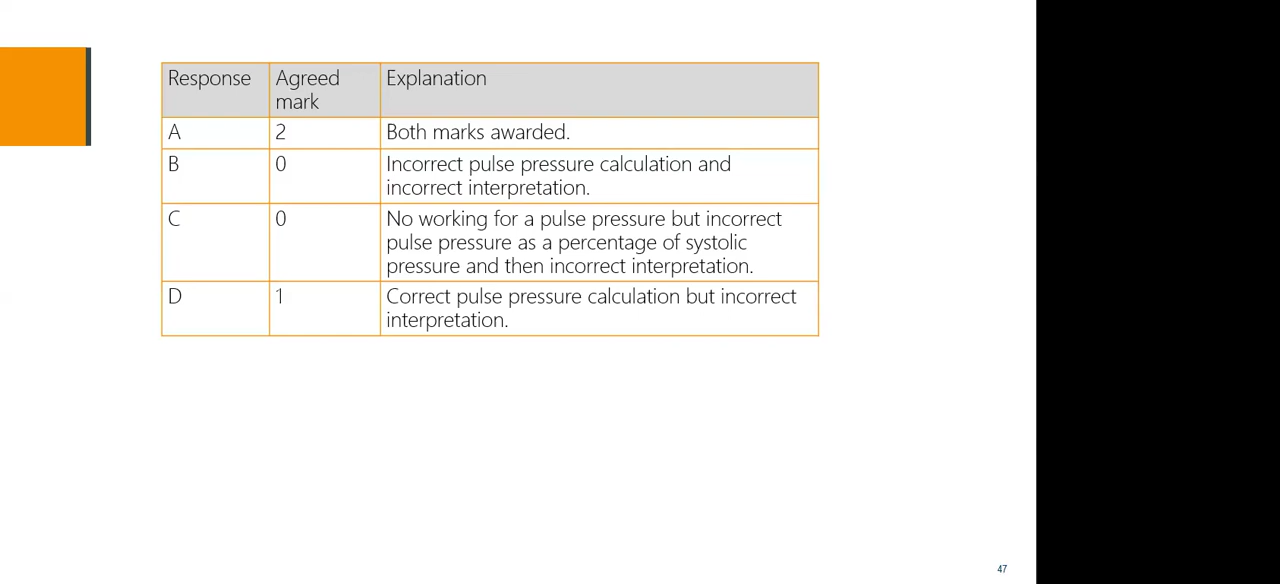 Response Agreed Explanation
mark
A 2 Both marks awarded.
B 0 Incorrect pulse pressure calculation and
incorrect interpretation.
C 0 No working for a pulse pressure but incorrect
pulse pressure as a percentage of systolic
pressure and then incorrect interpretation.
D 1 Correct pulse pressure calculation but incorrect
interpretation.
47